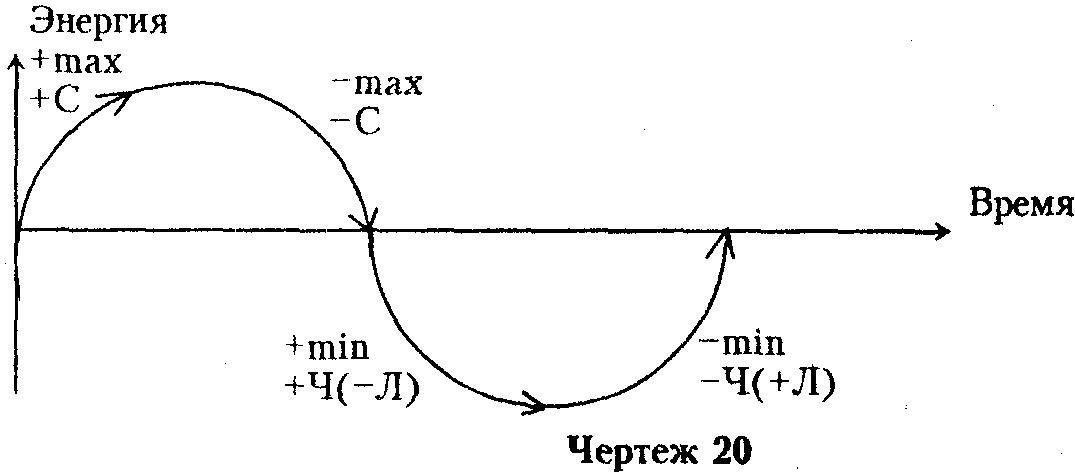 Энергия
+max
+С
−max
−С
Время
+min
+Ч(−Л)
−min
−Ч(+Л)
Чертеж 20